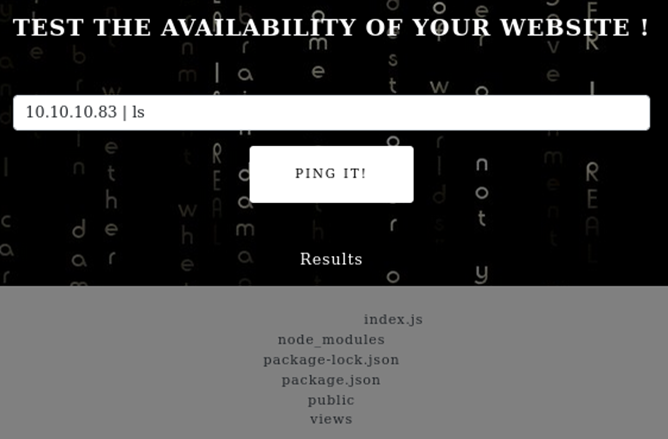 TEST THE AVAILABILITY OF YOUR WEBSITE !
10.10.10.83 | ls
PING IT!
Results
index.js
node_modules
package-lock.json
package.json
public
views